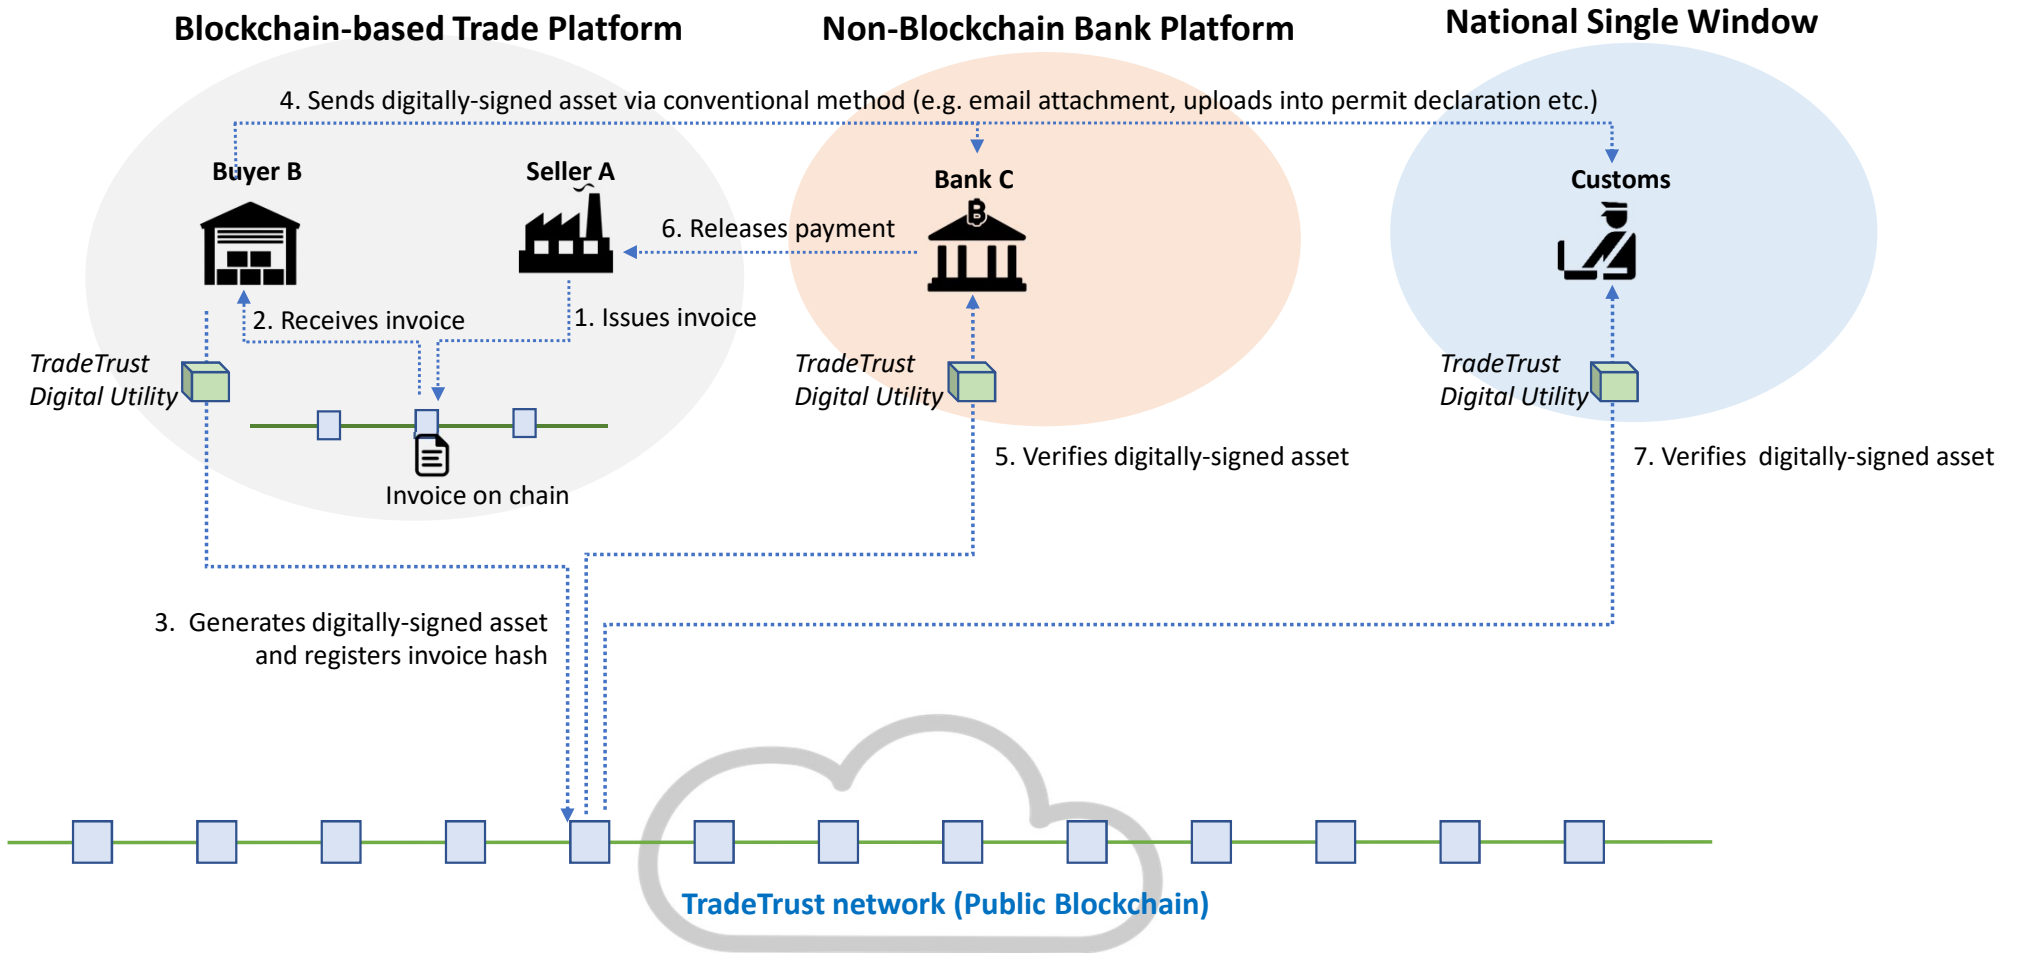 Blockchain-based Trade Platform
Non-Blockchain Bank Platform
National Single Window
4. Sends digitally-signed asset via conventional method (e.g. email attachment, uploads into permit declaration etc.)
Buyer B
Seller A
Bank C
Customs
6. Releases payment
2. Receives invoice
1. Issues invoice
TradeTrust
Digital Utility
TradeTrust
Digital Utility
TradeTrust
Digital Utility
Invoice on chain
5. Verifies digitally-signed asset
7. Verifies  digitally-signed asset
3.  Generates digitally-signed asset
and registers invoice hash
TradeTrust network (Public Blockchain)